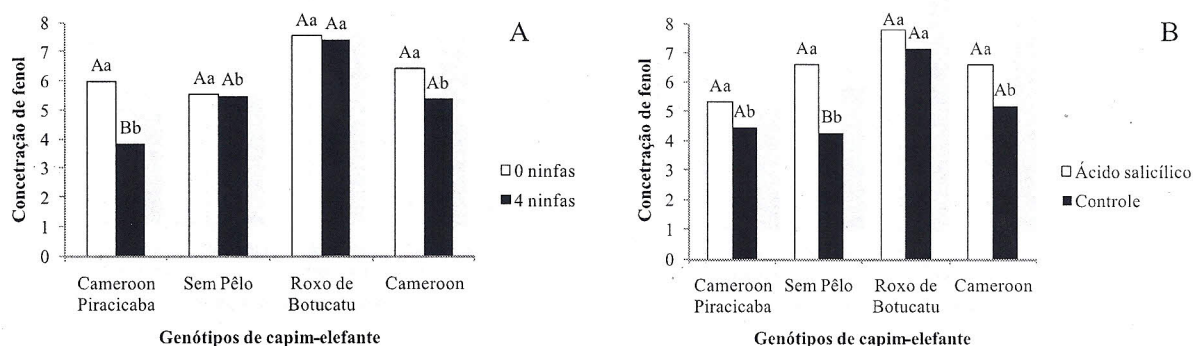 A
Concetração de fenol
8
7
6
5
4
3
2
1
0
Aa
Bb
Aa
Ab
Aa
Aa
Aa
Ab
0 ninfas
4 ninfas
Cameroon Piracicaba
Sem Pêlo
Roxo de Botucatu
Cameroon
Genótipos de capim-elefante
B
Concetração de fenol
8
7
6
5
4
3
2
1
0
Aa
Ab
Aa
Bb
Aa
Aa
Aa
Ab
Ácido salicílico
Controle
Cameroon Piracicaba
Sem Pêlo
Roxo de Botucatu
Cameroon
Genótipos de capim-elefante